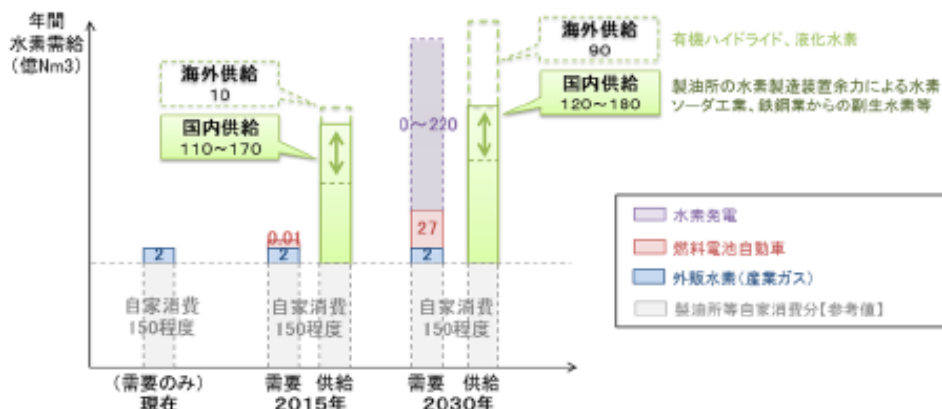 年間
水素需給
(億Nm3)
海外供給
10
国内供給
110～170
海外供給
90
国内供給
120～180
有機ハイドライド、液化水素
製油所の水素製造装置余力による水素
ソーダ工業、鉄鋼業からの副生水素等
0～220
27
0.01
2
2
2
水素発電
燃料電池自動車
外販水素(産業ガス)
製油所等自家消費分【参考値】
自家消費
150程度
自家消費
150程度
自家消費
150程度
(需要のみ)
現在
需要 供給
2015年
需要 供給
2030年